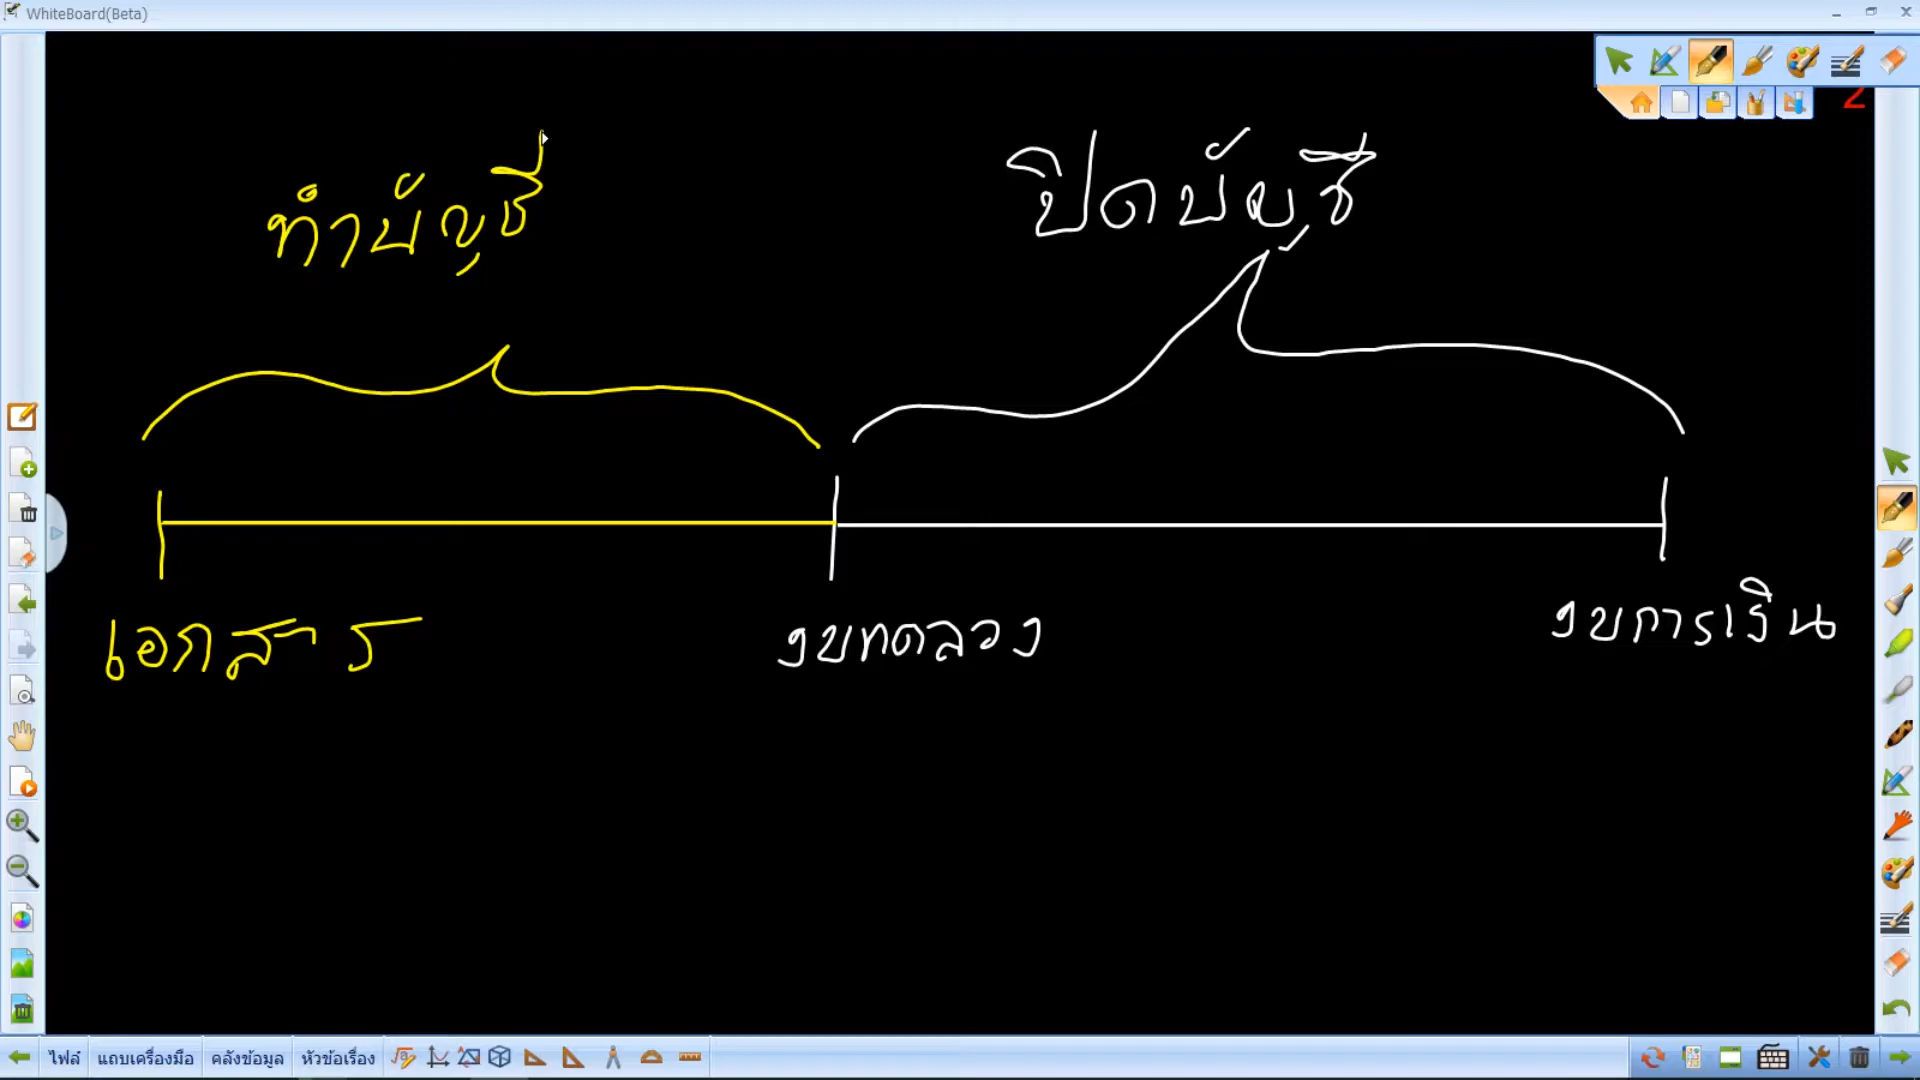 WhiteBoard(Beta)
2
ทำบัญชี
ปิดบัญชี
เอกสาร
งบทดลอง
งบการเงิน
ไฟล์ แถบเครื่องมือ คลังข้อมูล หัวข้อเรื่อง